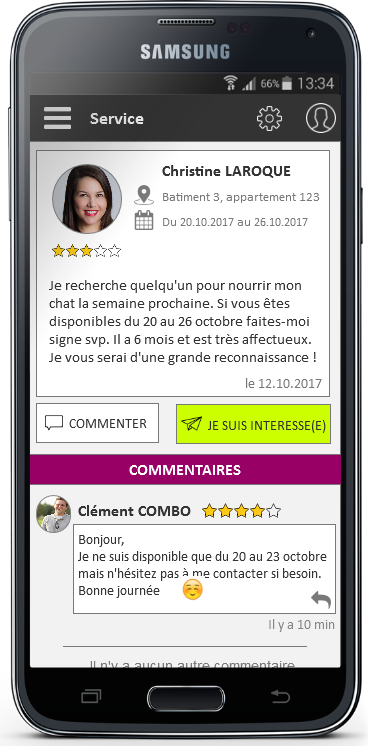 SAMSUNG
66% 13:34
Service
Christine LAROQUE
Batiment 3, appartement 123
Du 20.10.2017 au 26.10.2017
Je recherche quelqu'un pour nourrir mon
chat la semaine prochaine. Si vous êtes
disponibles du 20 au 26 octobre faites-moi
signe svp. Il a 6 mois et est très affectueux.
Je vous serai d'une grande reconnaissance !
le 12.10.2017
COMMENTER
JE SUIS INTERESSE(E)
COMMENTAIRES
Clément COMBO
Bonjour,
Je ne suis disponible que du 20 au 23 octobre
mais n'hésitez pas à me contacter si besoin.
Bonne journée
Il y a 10 min
Il n'y a aucun autre commentaire